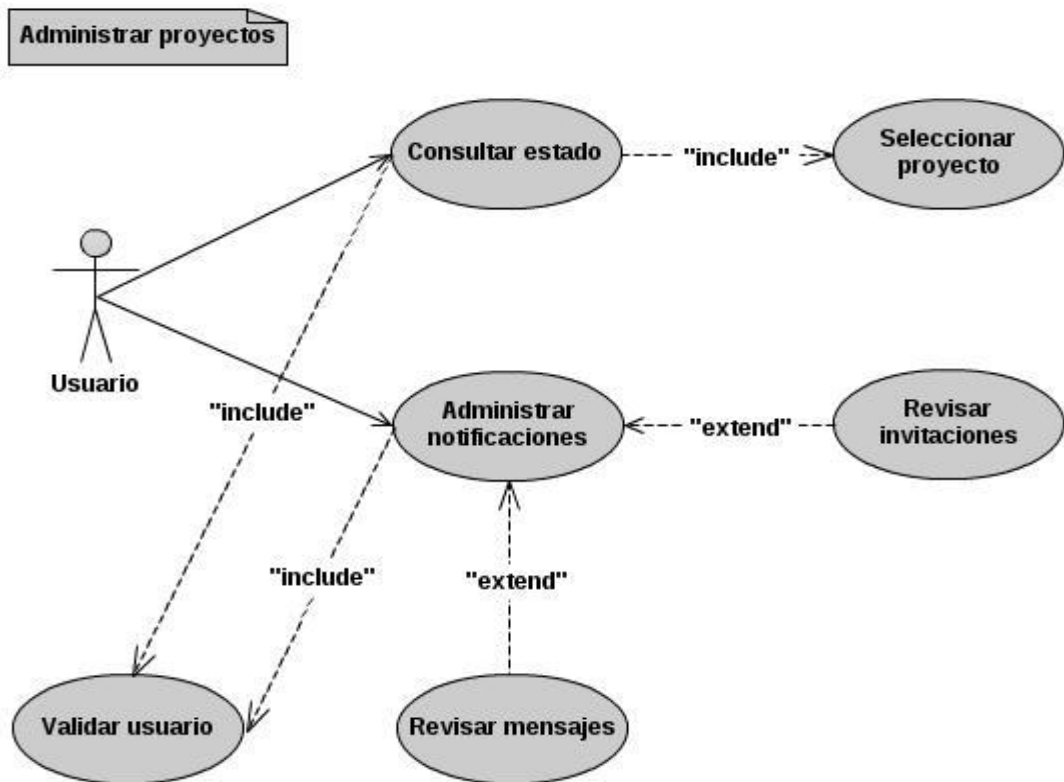 Administrar proyectos
Consultar estado
"include"
Seleccionar
proyecto
Usuario
"include"
Administrar
notificaciones
"extend"
Revisar
invitaciones
"include"
"extend"
Validar usuario
Revisar mensajes